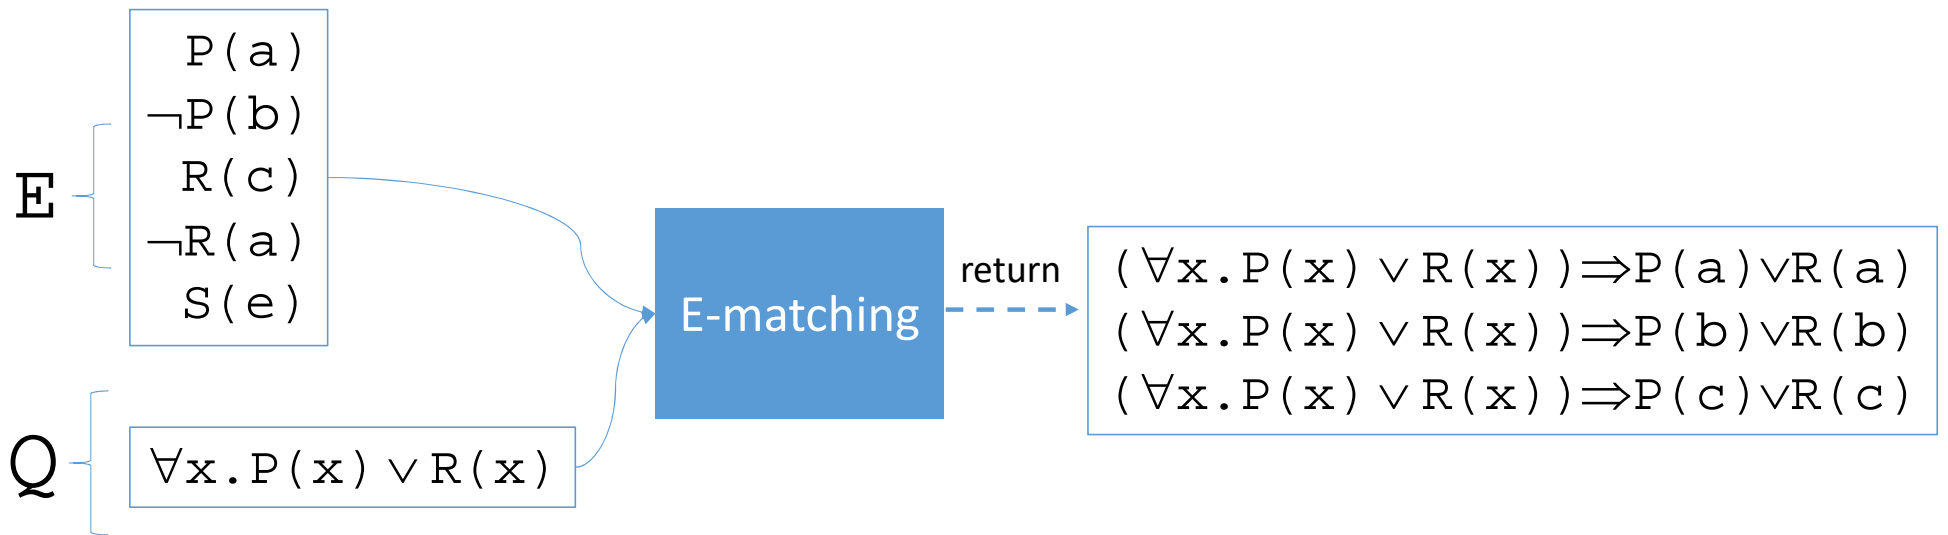 E
P(a)
¬P(b)
R(c)
¬R(a)
S(e)
Q
∀x.P(x) ∨ R(x)
E-matching
return
(∀x.P(x) ∨ R(x))⇒P(a)∨R(a)
(∀x.P(x) ∨ R(x))⇒P(b)∨R(b)
(∀x.P(x) ∨ R(x))⇒P(c)∨R(c)